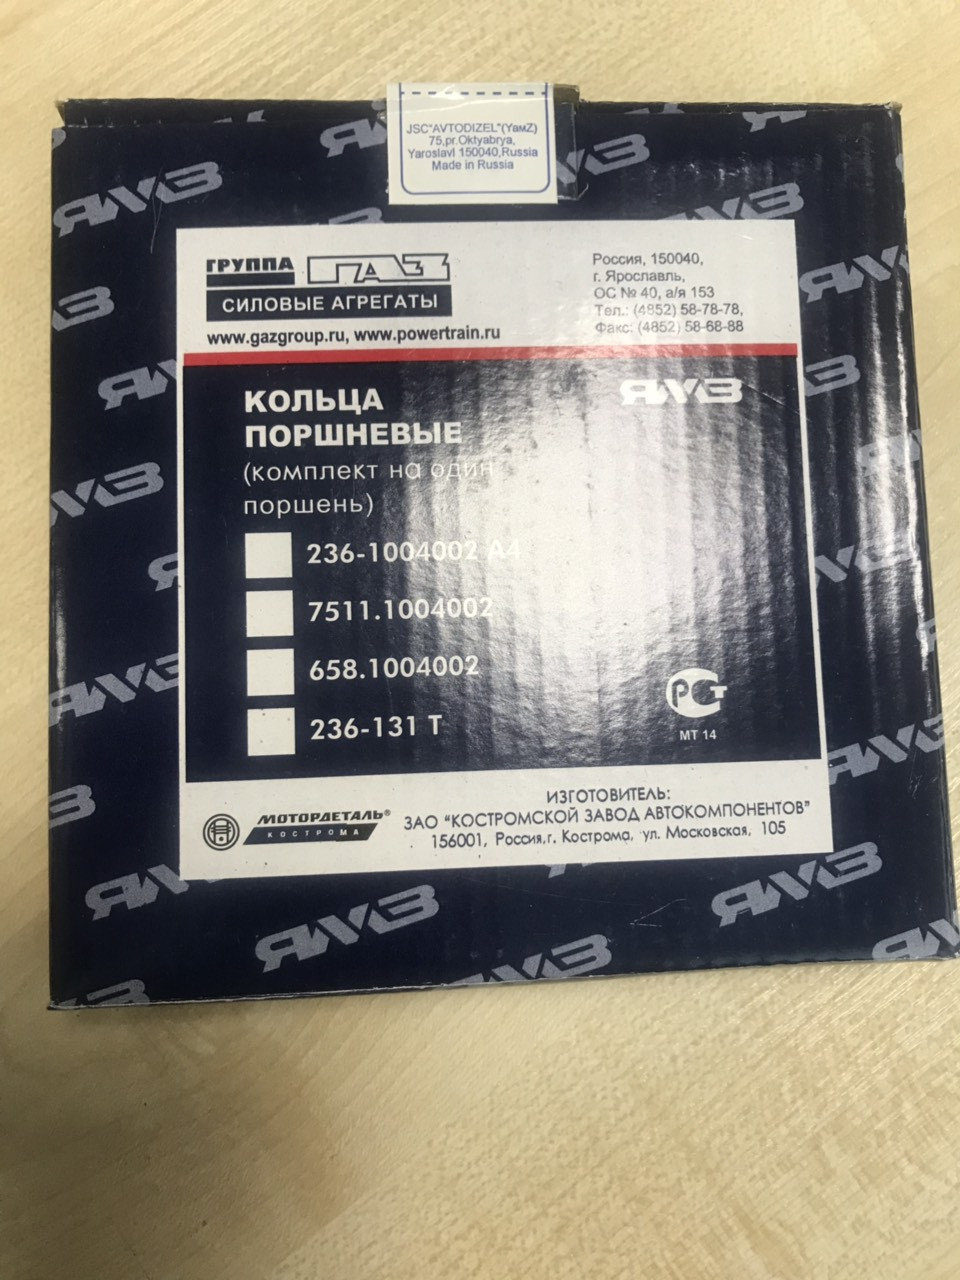 JSC"AVTODIZEL"(YaмZ)
75,pr.Oktyabrya,
Yaroslavl 150040,Russia
Made in Russia
ГРУППА ГАЗ
СИЛОВЫЕ АГРЕГАТЫ
www.gazgroup.ru, www.powertrain.ru
Россия, 150040,
г. Ярославль,
ОС № 40, а/я 153
Тел.: (4852) 58-78-78,
Факс: (4852) 58-68-88
ЯМЗ
КОЛЬЦА
ПОРШНЕВЫЕ
(комплект на один
поршень)
236-1004002 А4
7511.1004002
658.1004002
236-131 Т
РСТ
МТ 14
МОТОРДЕТАЛЬ®
КОСТРОМА
ИЗГОТОВИТЕЛЬ:
ЗАО "КОСТРОМСКОЙ ЗАВОД АВТОКОМПОНЕНТОВ"
156001, Россия,г. Кострома, ул. Московская, 105